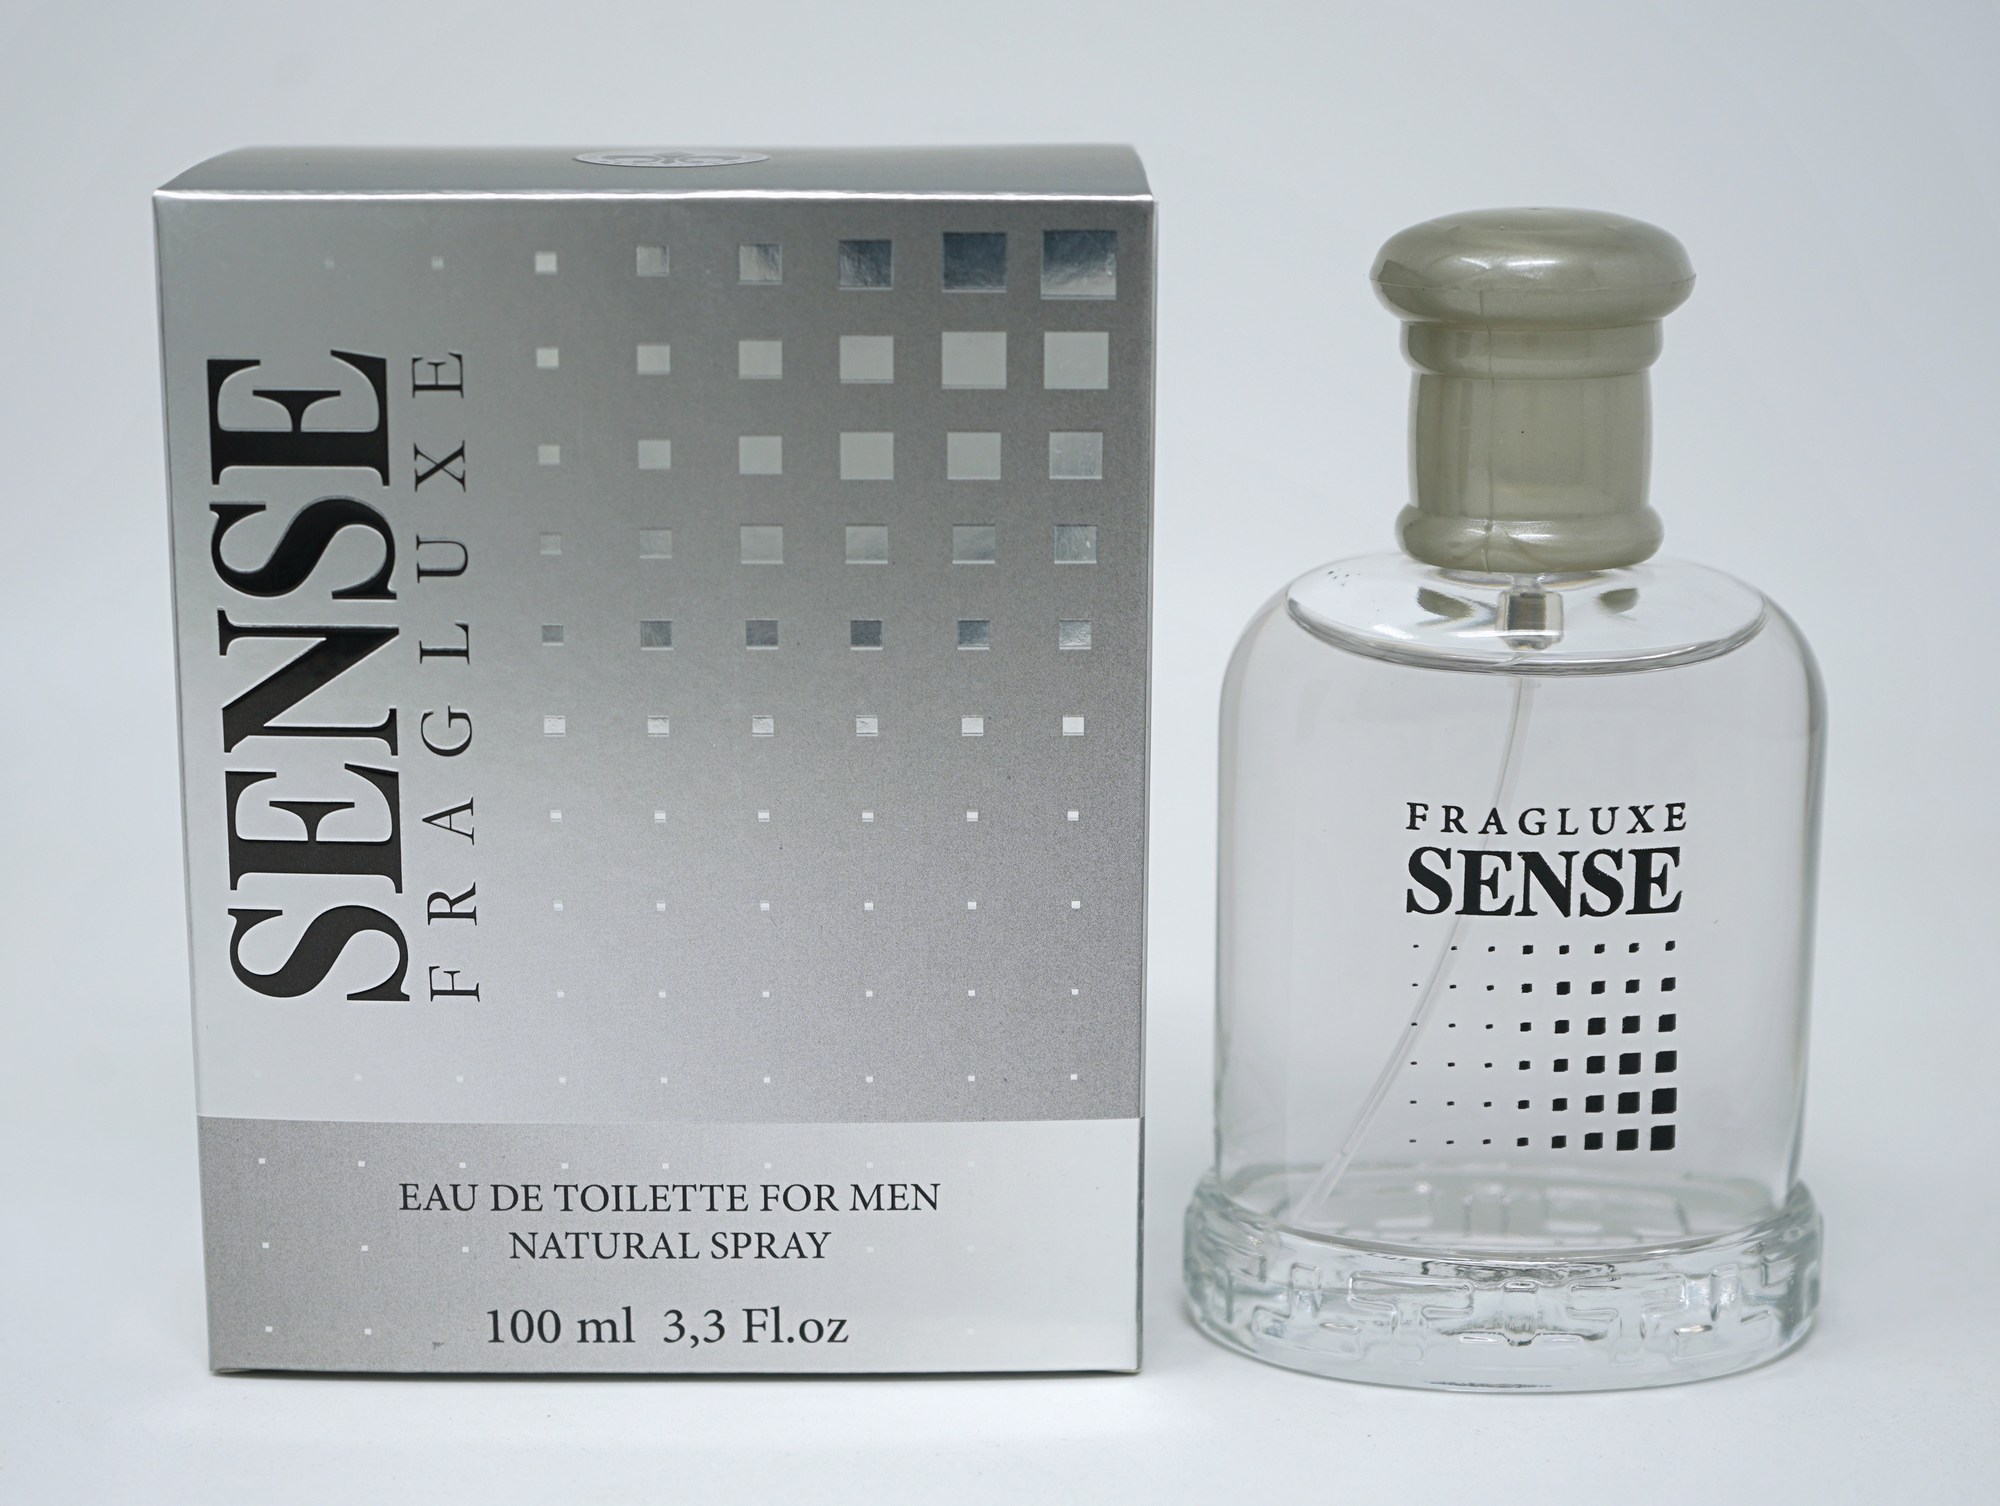 SENSE
FRAGLUXE
EAU DE TOILETTE FOR MEN
NATURAL SPRAY
100 ml 3,3 Fl.oz
FRAGLUXE
SENSE